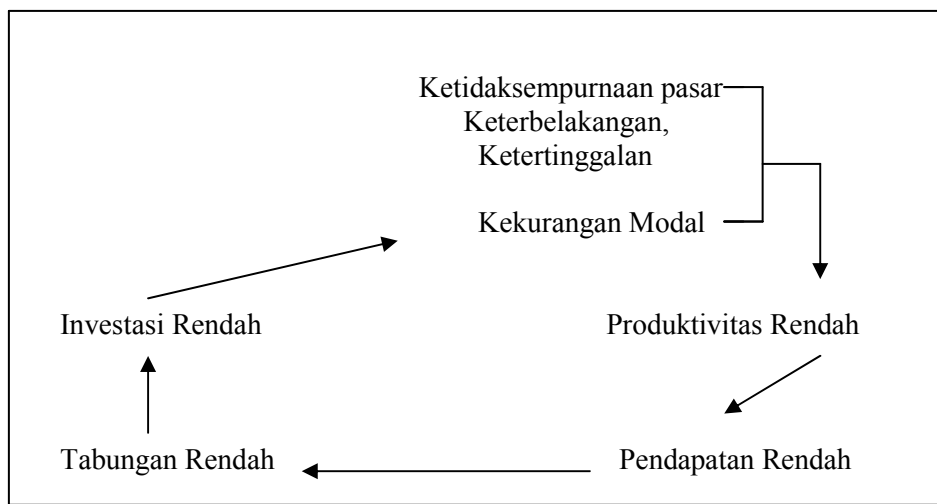 Ketidaksempurnaan pasar
Keterbelakangan,
Ketertinggalan
Kekurangan Modal
Investasi Rendah
Produktivitas Rendah
Tabungan Rendah
Pendapatan Rendah